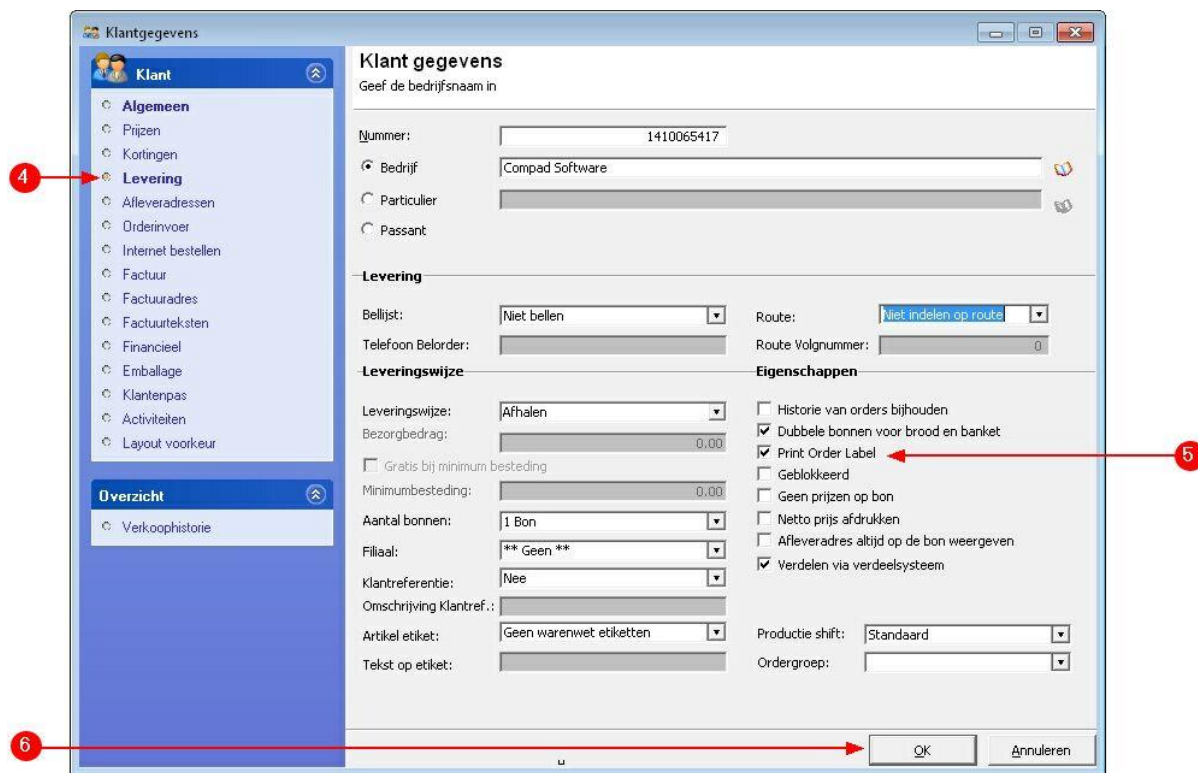 Klantgegevens
Klant
Algemeen
Prijzen
Kortingen
4
Levering
Afleveradressen
Orderinvoer
Internet bestellen
Factuur
Factuuradres
Factuurteksten
Financieel
Emballage
Klantenpas
Activiteiten
Layout voorkeur
Overzicht
Verkoophistorie
Klant gegevens
Geef de bedrijfsnaam in
Nummer: 1410065417
Bedrijf Compad Software
Particulier
Passant
Levering
Bellijst: Niet bellen
Telefoon Belorder:
Route: Niet indelen op route
Route Volgnummer: 0
Leveringswijze
Leveringswijze: Afhalen
Bezorgbedrag: 0.00
Gratis bij minimum besteding
Minimumbesteding: 0.00
Aantal bonnen: 1 Bon
Filiaal: ** Geen **
Klantreferentie: Nee
Omschrijving Klantref.:
Artikel etiket: Geen warenwet etiketten
Tekst op etiket:
Eigenschappen
Historie van orders bijhouden
Dubbele bonnen voor brood en banket
Print Order Label
5
Geblokkeerd
Geen prijzen op bon
Netto prijs afdrukken
Afleveradres altijd op de bon weergeven
Verdelen via verdeelsysteem
Productie shift: Standaard
Ordergroep:
6
OK Annuleren